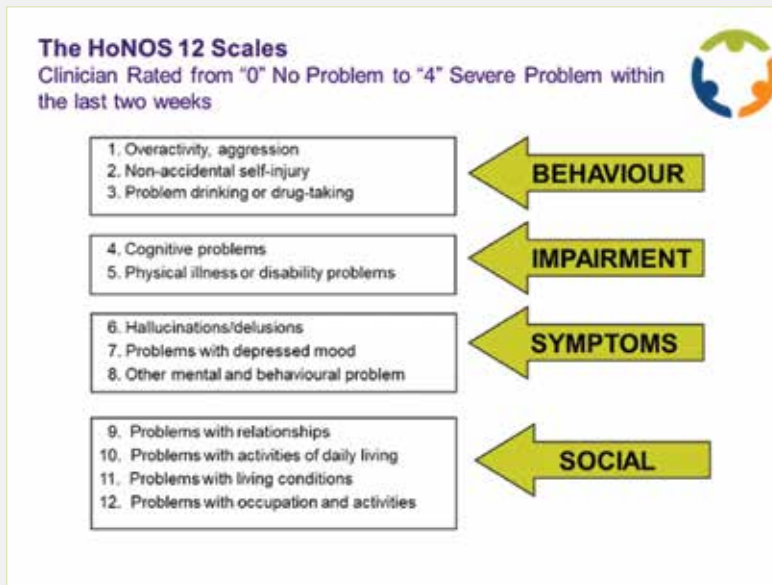 The HoNOS 12 Scales
Clinician Rated from "0" No Problem to "4" Severe Problem within
the last two weeks
1. Overactivity, aggression
2. Non-accidental self-injury
3. Problem drinking or drug-taking
BEHAVIOUR
4. Cognitive problems
5. Physical illness or disability problems
IMPAIRMENT
6. Hallucinations/delusions
7. Problems with depressed mood
8. Other mental and behavioural problem
SYMPTOMS
9. Problems with relationships
10. Problems with activities of daily living
11. Problems with living conditions
12. Problems with occupation and activities
SOCIAL